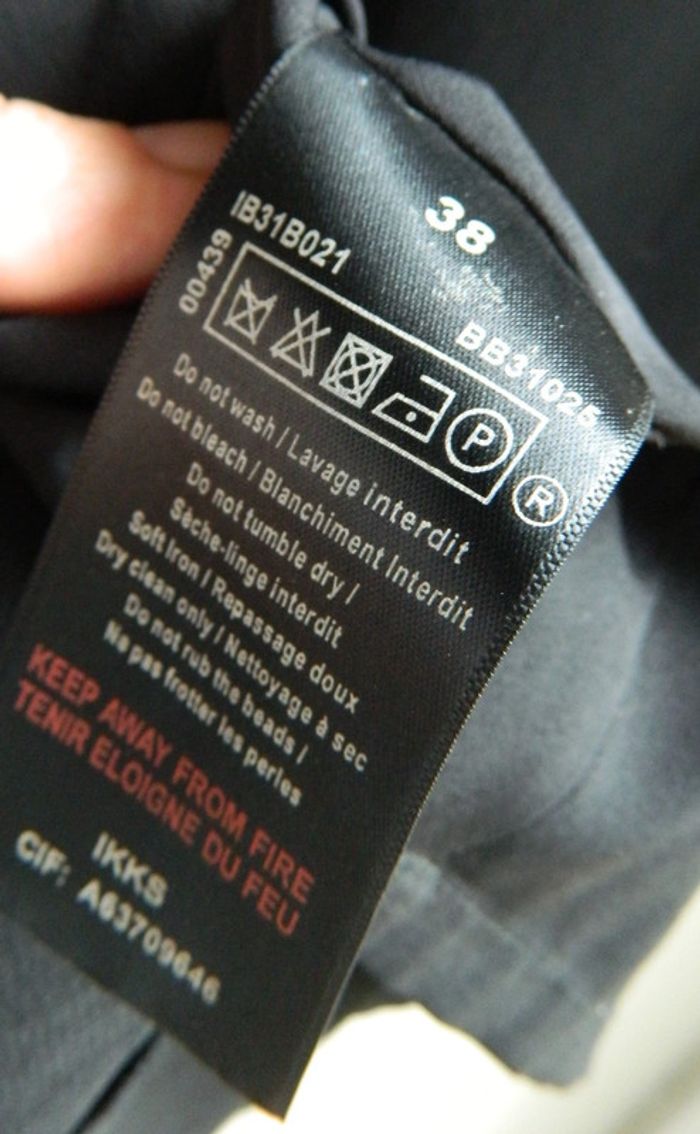 38
IB31B021
BB31025
00439
P
®
Do not wash / Lavage interdit
Do not bleach / Blanchiment Interdit
Do not tumble dry /
Sèche-linge interdit
Soft Iron / Repassage doux
Dry clean only / Nettoyage à sec
Do not rub the beads /
Ne pas frotter les perles
KEEP AWAY FROM FIRE
TENIR ELOIGNE DU FEU
IKKS
CIF: A63709646